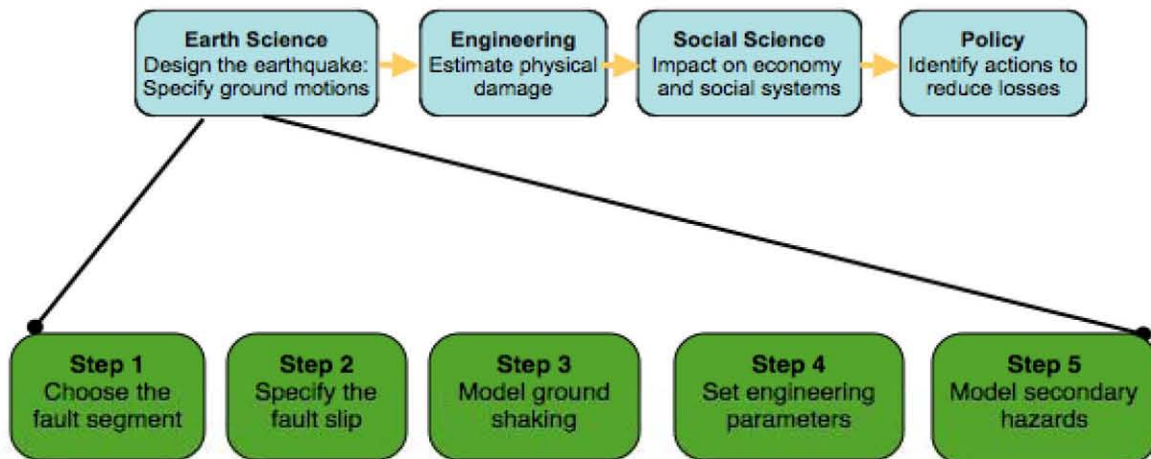 Earth Science
Design the earthquake:
Specify ground motions
Engineering
Estimate physical
damage
Social Science
Impact on economy
and social systems
Policy
Identify actions to
reduce losses
Step 1
Choose the
fault segment
Step 2
Specify the
fault slip
Step 3
Model ground
shaking
Step 4
Set engineering
parameters
Step 5
Model secondary
hazards